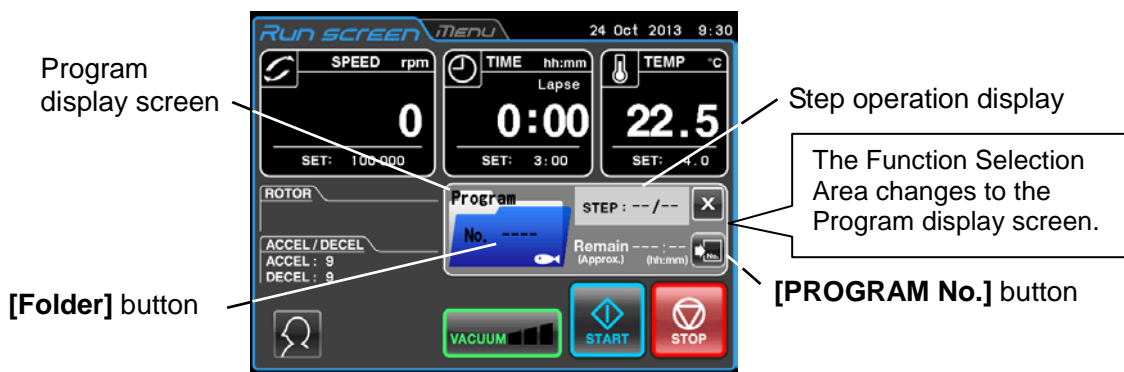 Run screen Menu 24 Oct 2013 9:30
SPEED rpm
0
SET: 100 000
TIME hh:mm
Lapse
0:00
SET: 3:00
TEMP °C
22.5
SET: 4.0
ROTOR
ACCEL / DECEL
ACCEL: 9
DECEL: 9
Program
No. ----
STEP: --/--
X
Remain ---:--
(Approx.) (hh:mm)
No.
VACUUM
START
STOP
Program
display screen
[Folder] button
Step operation display
The Function Selection
Area changes to the
Program display screen.
[PROGRAM No.] button